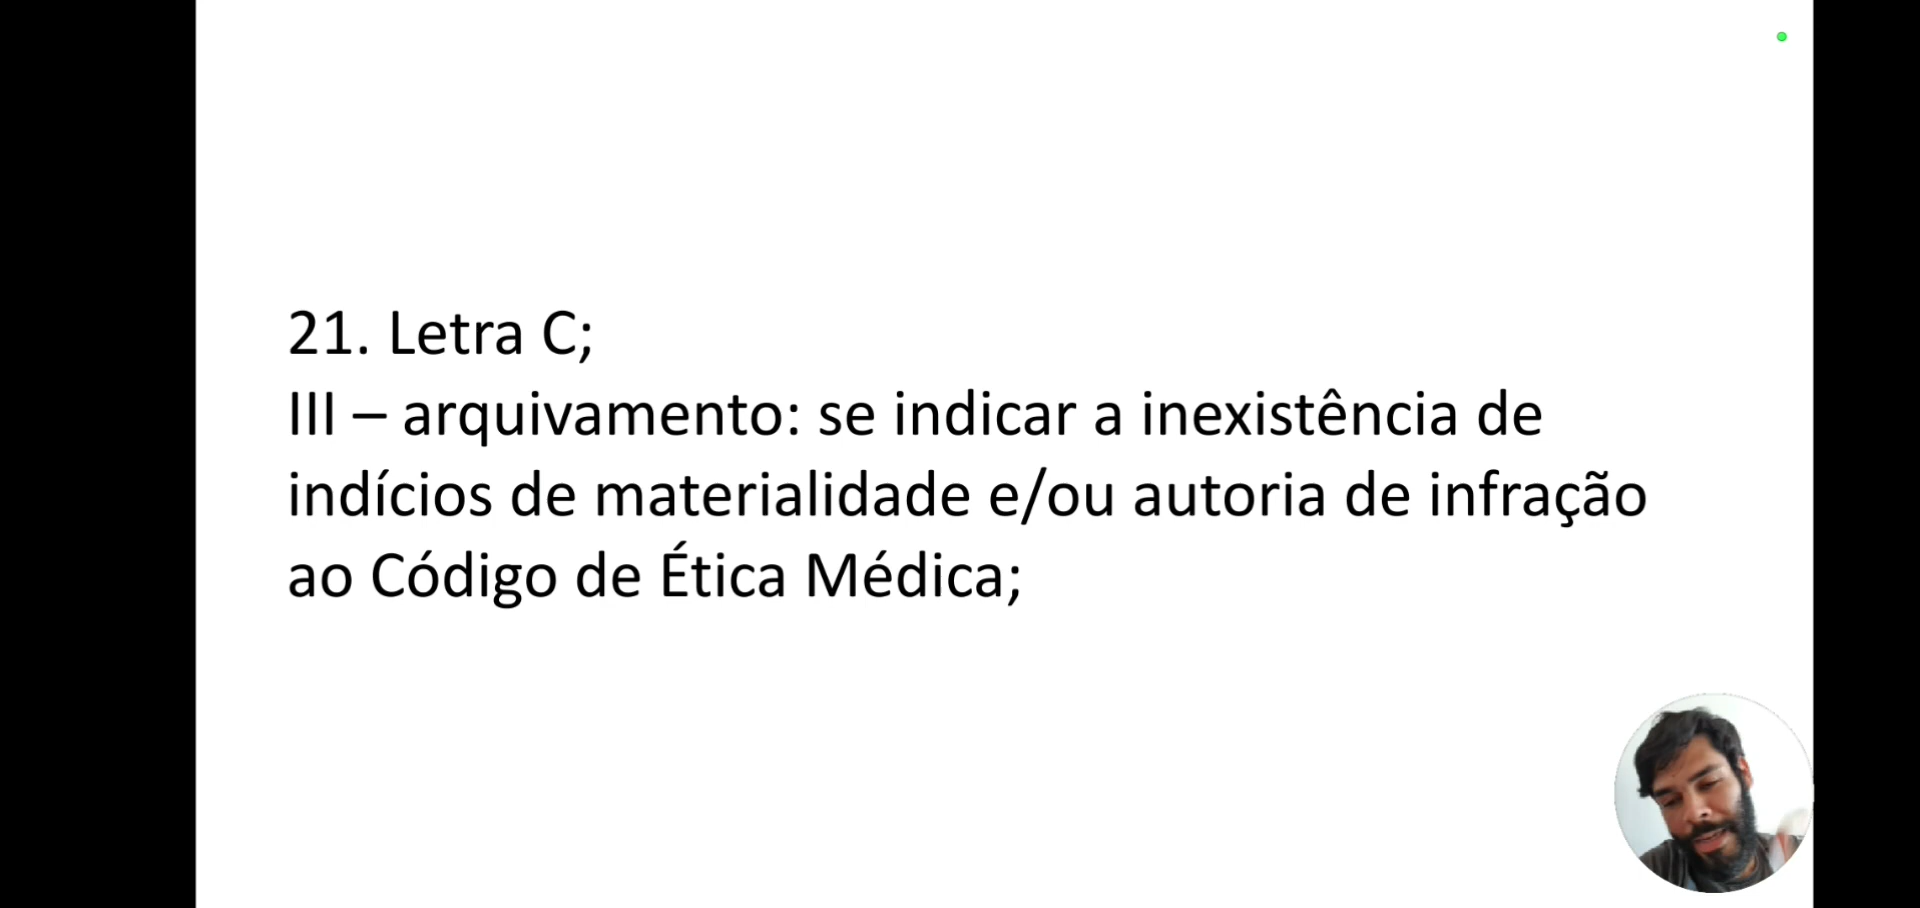 21. Letra C;
III – arquivamento: se indicar a inexistência de
indícios de materialidade e/ou autoria de infração
ao Código de Ética Médica;